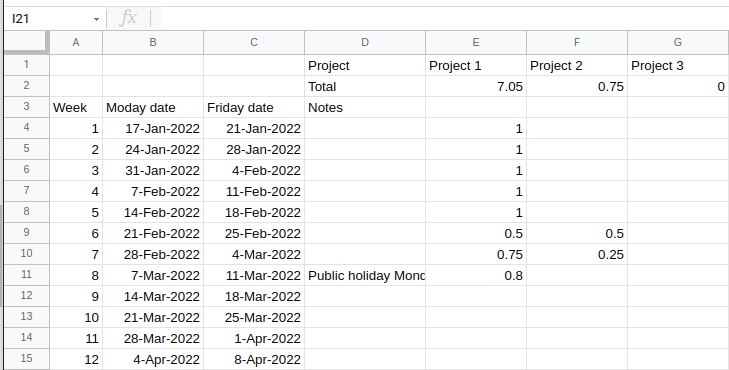 I21 fx
A B C D E F G
1 Project Project 1 Project 2 Project 3
2 Total 7.05 0.75 0
3 Week Moday date Friday date Notes
4 1 17-Jan-2022 21-Jan-2022 1
5 2 24-Jan-2022 28-Jan-2022 1
6 3 31-Jan-2022 4-Feb-2022 1
7 4 7-Feb-2022 11-Feb-2022 1
8 5 14-Feb-2022 18-Feb-2022 1
9 6 21-Feb-2022 25-Feb-2022 0.5 0.5
10 7 28-Feb-2022 4-Mar-2022 0.75 0.25
11 8 7-Mar-2022 11-Mar-2022 Public holiday Mond 0.8
12 9 14-Mar-2022 18-Mar-2022
13 10 21-Mar-2022 25-Mar-2022
14 11 28-Mar-2022 1-Apr-2022
15 12 4-Apr-2022 8-Apr-2022